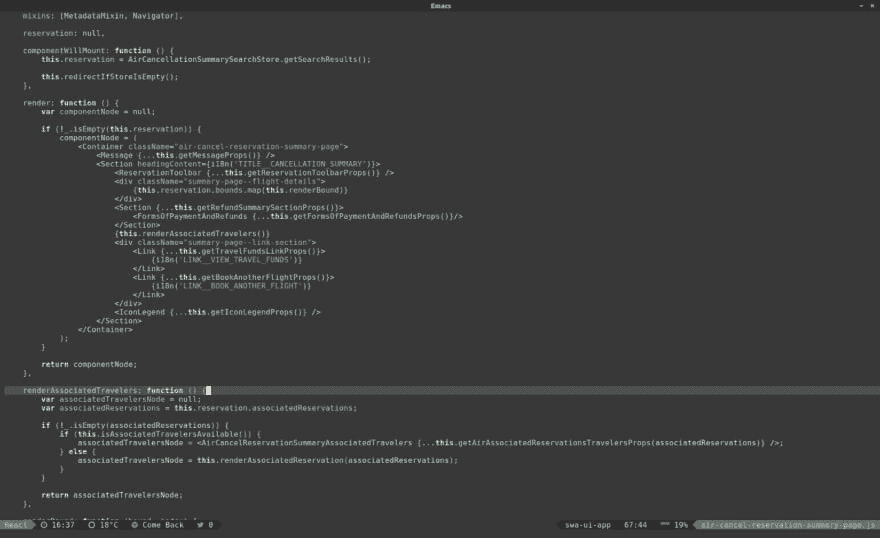 Emacs
mixins: [MetadataMixin, Navigator],
reservation: null,
componentWillMount: function () {
this.reservation = AirCancellationSummarySearchStore.getSearchResults();
this.redirectIfStoreIsEmpty();
},
render: function () {
var componentNode = null;
if (!_.isEmpty(this.reservation)) {
componentNode = (
<Container className="air-cancel-reservation-summary-page">
<Message {...this.getMessageProps()} />
<Section headingContent={i18n('TITLE__CANCELLATION_SUMMARY')}>
<ReservationToolbar {...this.getReservationToolbarProps()} />
<div className="summary-page--flight-details">
{this.reservation.bounds.map(this.renderBound)}
</div>
<Section {...this.getRefundSummarySectionProps()}>
<FormsOfPaymentAndRefunds {...this.getFormsOfPaymentAndRefundsProps()}/>
</Section>
{this.renderAssociatedTravelers()}
<div className="summary-page--link-section">
<Link {...this.getTravelFundsLinkProps()}>
{i18n('LINK__VIEW_TRAVEL_FUNDS')}
</Link>
<Link {...this.getBookAnotherFlightProps()}>
{i18n('LINK__BOOK_ANOTHER_FLIGHT')}
</Link>
</div>
<IconLegend {...this.getIconLegendProps()} />
</Section>
</Container>
);
}
return componentNode;
},
renderAssociatedTravelers: function () {
var associatedTravelersNode = null;
var associatedReservations = this.reservation.associatedReservations;
if (!_.isEmpty(associatedReservations)) {
if (this.isAssociatedTravelersAvailable()) {
associatedTravelersNode = <AirCancelReservationSummaryAssociatedTravelers {...this.getAirAssociatedReservationsTravelersProps(associatedReservations)} />;
} else {
associatedTravelersNode = this.renderAssociatedReservation(associatedReservations);
}
}
return associatedTravelersNode;
},
React 16:37 18°C Come Back 0 swa-ui-app 67:44 19% air-cancel-reservation-summary-page.js